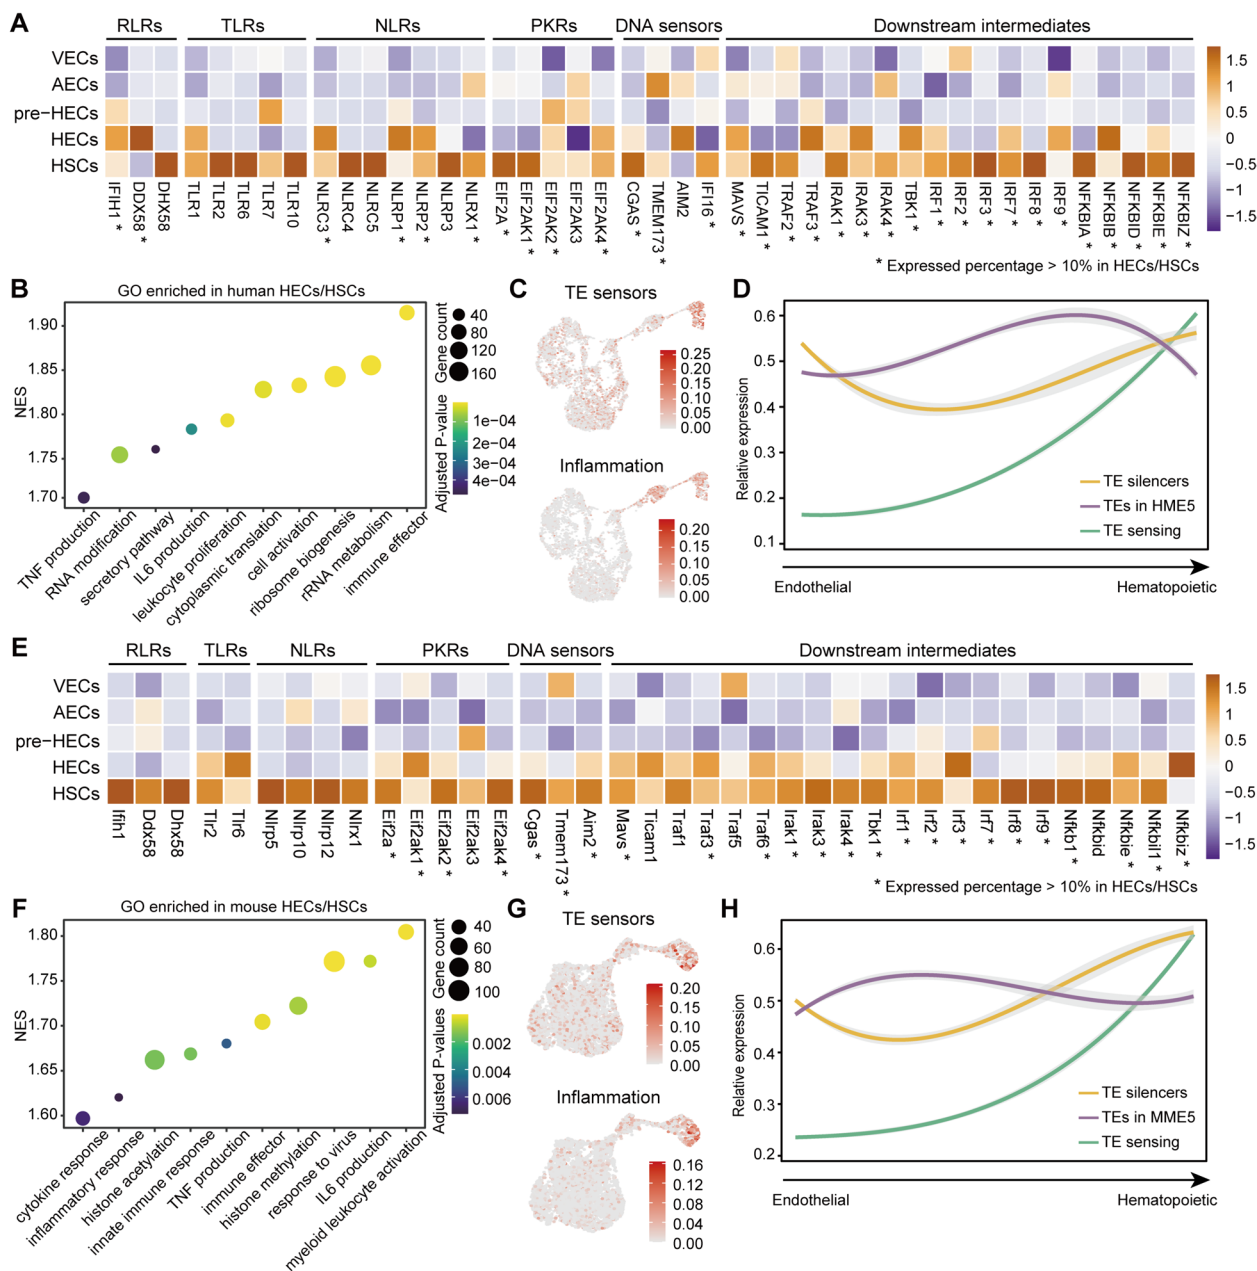 A
RLRs TLRs NLRs PKRs DNA sensors Downstream intermediates
VECs
AECs
pre-HECs
HECs
HSCs
1.5
1
0.5
0
−0.5
−1
−1.5
IFIH1 *
DDX58 *
DHX58
TLR1
TLR2
TLR6
TLR7
TLR10
NLRC3 *
NLRC4
NLRC5
NLRP1 *
NLRP2 *
NLRP3
NLRX1 *
EIF2A *
EIF2AK1 *
EIF2AK2 *
EIF2AK3
EIF2AK4 *
CGAS *
TMEM173 *
AIM2
IFI16 *
MAVS *
TICAM1 *
TRAF2 *
TRAF3 *
IRAK1 *
IRAK3 *
IRAK4 *
TBK1 *
IRF1 *
IRF2 *
IRF3 *
IRF7 *
IRF8 *
IRF9 *
NFKBIA *
NFKBIB *
NFKBID *
NFKBIE *
NFKBIZ *
* Expressed percentage > 10% in HECs/HSCs
B
GO enriched in human HECs/HSCs
NES
1.90
1.85
1.80
1.75
1.70
TNF production
RNA modification
secretory pathway
IL6 production
leukocyte proliferation
cytoplasmic translation
cell activation
ribosome biogenesis
rRNA metabolism
immune effector
Gene count
40
80
120
160
Adjusted P-value
1e−04
2e−04
3e−04
4e−04
C
TE sensors
0.25
0.20
0.15
0.10
0.05
0.00
Inflammation
0.20
0.15
0.10
0.05
0.00
D
Relative expression
0.6
0.5
0.4
0.3
0.2
0.1
TE silencers
TEs in HME5
TE sensing
Endothelial Hematopoietic
E
RLRs TLRs NLRs PKRs DNA sensors Downstream intermediates
VECs
AECs
pre-HECs
HECs
HSCs
1.5
1
0.5
0
−0.5
−1
−1.5
Ifih1
Ddx58
Dhx58
Tlr2
Tlr6
Nlrp5
Nlrp10
Nlrp12
Nlrx1
Eif2a *
Eif2ak1 *
Eif2ak2 *
Eif2ak3
Eif2ak4 *
Cgas *
Tmem173 *
Aim2 *
Mavs *
Ticam1
Traf1
Traf3 *
Traf5
Traf6 *
Irak1 *
Irak3 *
Irak4 *
Tbk1 *
Irf1 *
Irf2 *
Irf3 *
Irf7 *
Irf8 *
Irf9 *
Nfkb1 *
Nfkbid
Nfkbie *
Nfkbil1 *
Nfkbiz *
* Expressed percentage > 10% in HECs/HSCs
F
GO enriched in mouse HECs/HSCs
NES
1.80
1.75
1.70
1.65
1.60
cytokine response
inflammatory response
histone acetylation
innate immune response
TNF production
immune effector
histone methylation
response to virus
IL6 production
myeloid leukocyte activation
Gene count
40
60
80
100
Adjusted P-values
0.002
0.004
0.006
G
TE sensors
0.20
0.15
0.10
0.05
0.00
Inflammation
0.16
0.12
0.08
0.04
0.00
H
Relative expression
0.6
0.5
0.4
0.3
0.2
TE silencers
TEs in MME5
TE sensing
Endothelial Hematopoietic